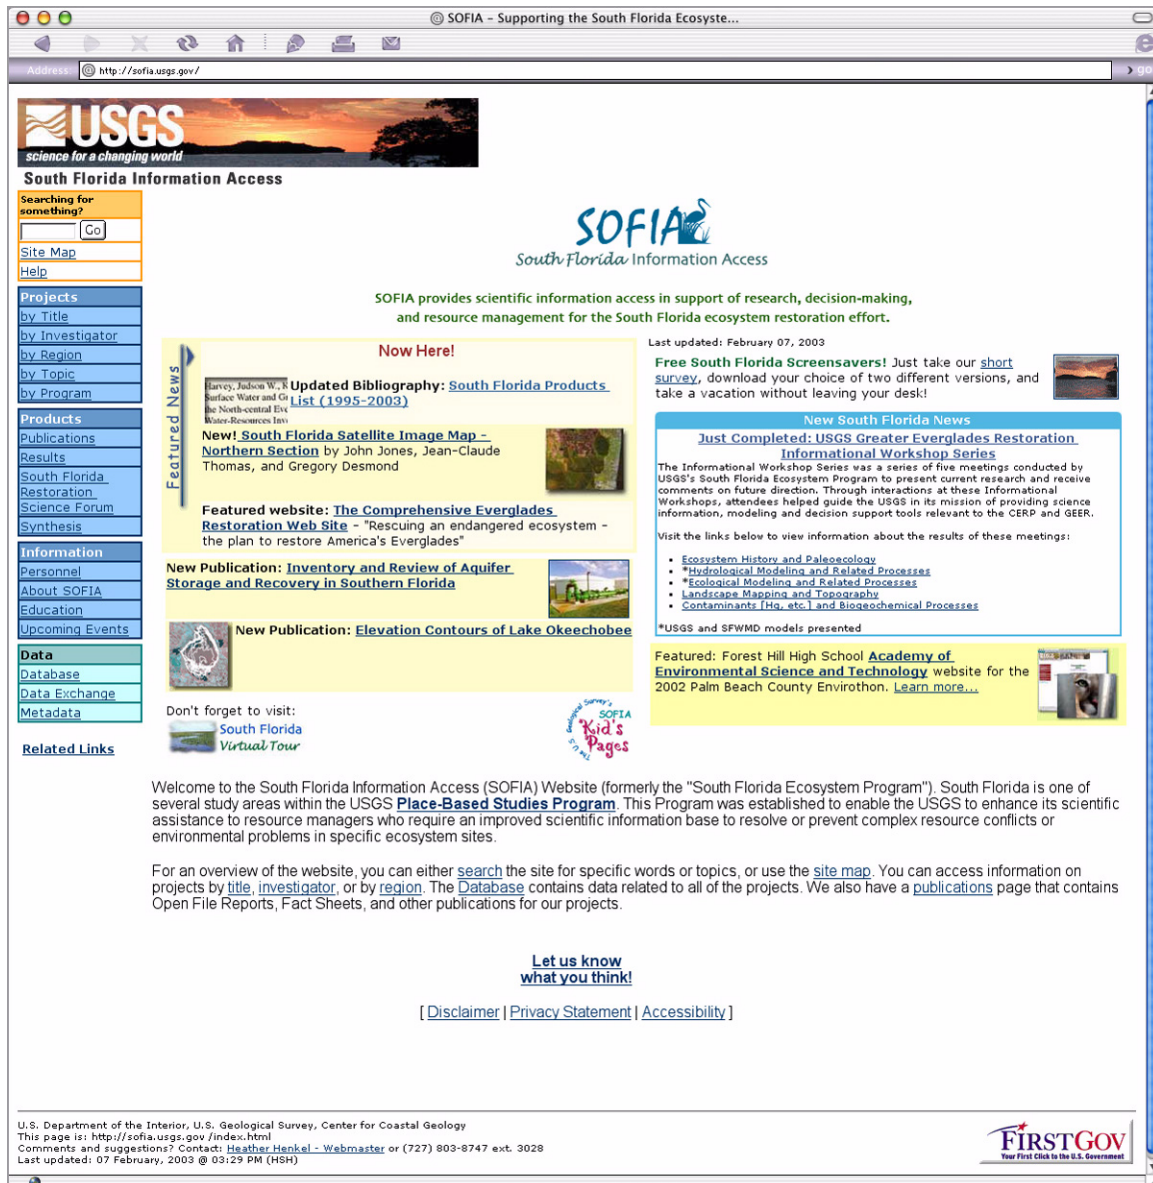 SOFIA - Supporting the South Florida Ecosyste...
Address: http://sofia.usgs.gov/
go
USGS
science for a changing world
South Florida Information Access
Searching for
something?
Go
Site Map
Help
Projects
by Title
by Investigator
by Region
by Topic
by Program
Products
Publications
Results
South Florida
Restoration
Science Forum
Synthesis
Information
Personnel
About SOFIA
Education
Upcoming Events
Data
Database
Data Exchange
Metadata
Related Links
SOFIA
South Florida Information Access
SOFIA provides scientific information access in support of research, decision-making,
and resource management for the South Florida ecosystem restoration effort.
Featured News
Now Here!
Harvey, Judson W.,
Surface Water and
the North-central
Water-Resources
Updated Bibliography: South Florida Products
List (1995-2003)
New! South Florida Satellite Image Map -
Northern Section by John Jones, Jean-Claude
Thomas, and Gregory Desmond
Featured website: The Comprehensive Everglades
Restoration Web Site - "Rescuing an endangered ecosystem -
the plan to restore America's Everglades"
New Publication: Inventory and Review of Aquifer
Storage and Recovery in Southern Florida
New Publication: Elevation Contours of Lake Okeechobee
Don't forget to visit:
South Florida
Virtual Tour
The U.S. Geological Survey's
SOFIA
Kid's
Pages
Last updated: February 07, 2003
Free South Florida Screensavers! Just take our short
survey, download your choice of two different versions, and
take a vacation without leaving your desk!
New South Florida News
Just Completed: USGS Greater Everglades Restoration
Informational Workshop Series
The Informational Workshop Series was a series of five meetings conducted by
USGS's South Florida Ecosystem Program to present current research and receive
comments on future direction. Through interactions at these Informational
Workshops, attendees helped guide the USGS in its mission of providing science
information, modeling and decision support tools relevant to the CERP and GEER.
Visit the links below to view information about the results of these meetings:
• Ecosystem History and Paleoecology
• *Hydrological Modeling and Related Processes
• *Ecological Modeling and Related Processes
• Landscape Mapping and Topography
• Contaminants [Hg, etc.] and Biogeochemical Processes
*USGS and SFWMD models presented
Featured: Forest Hill High School Academy of
Environmental Science and Technology website for the
2002 Palm Beach County Envirothon. Learn more...
Welcome to the South Florida Information Access (SOFIA) Website (formerly the "South Florida Ecosystem Program"). South Florida is one of
several study areas within the USGS Place-Based Studies Program. This Program was established to enable the USGS to enhance its scientific
assistance to resource managers who require an improved scientific information base to resolve or prevent complex resource conflicts or
environmental problems in specific ecosystem sites.
For an overview of the website, you can either search the site for specific words or topics, or use the site map. You can access information on
projects by title, investigator, or by region. The Database contains data related to all of the projects. We also have a publications page that contains
Open File Reports, Fact Sheets, and other publications for our projects.
Let us know
what you think!
[ Disclaimer | Privacy Statement | Accessibility ]
U.S. Department of the Interior, U.S. Geological Survey, Center for Coastal Geology
This page is: http://sofia.usgs.gov /index.html
Comments and suggestions? Contact: Heather Henkel - Webmaster or (727) 803-8747 ext. 3028
Last updated: 07 February, 2003 @ 03:29 PM (HSH)
FIRSTGOV
Your First Click to the U.S. Government